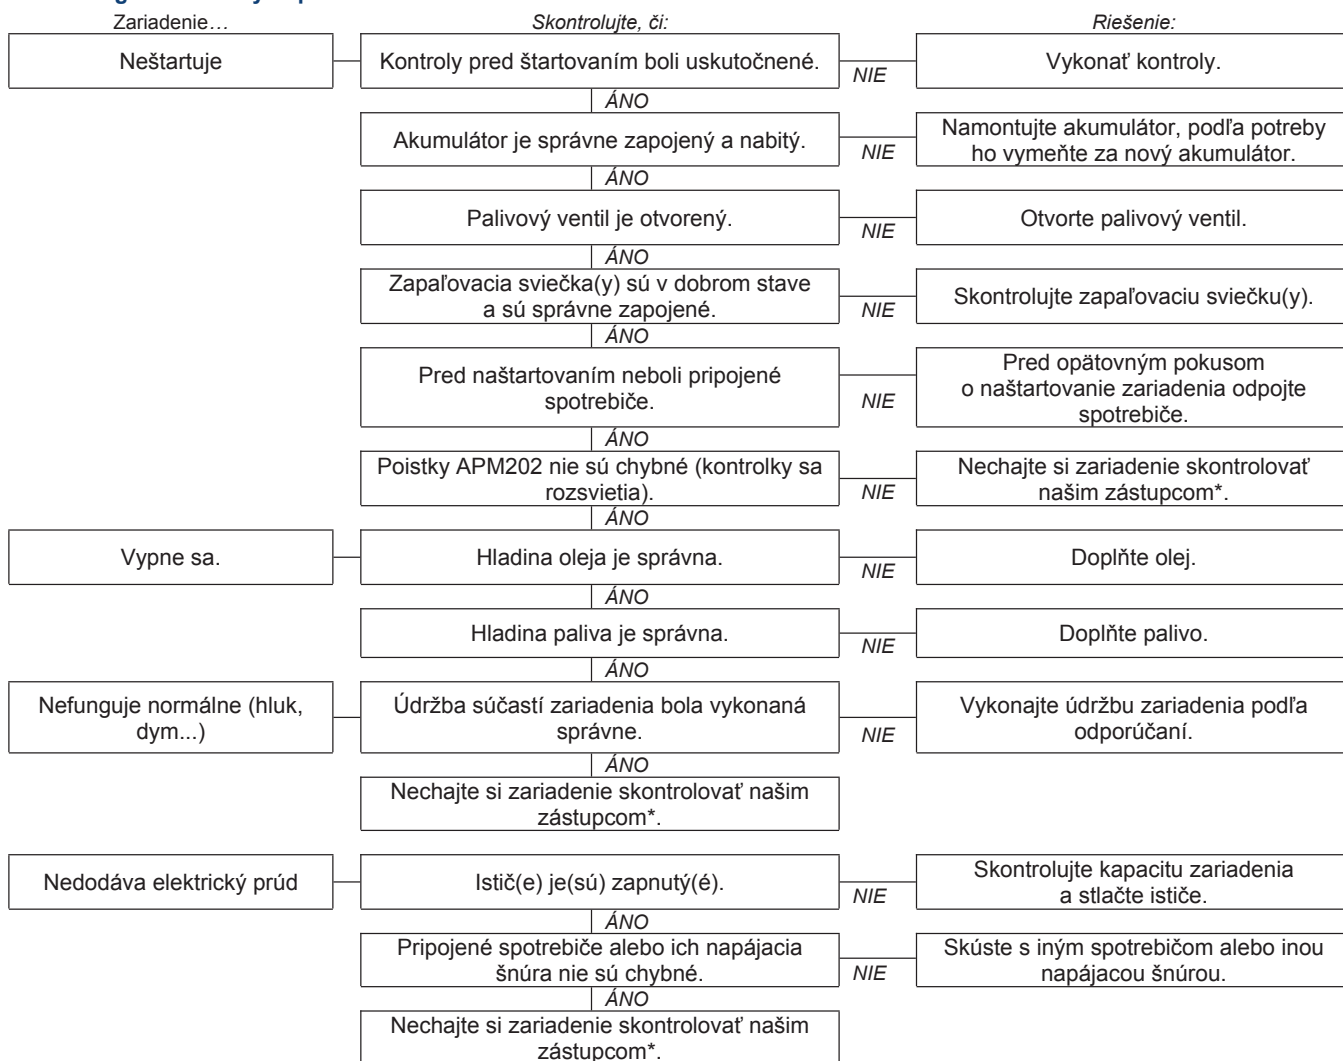 Zariadenie…
Skontrolujte, či:
Riešenie:
Neštartuje
Kontroly pred štartovaním boli uskutočnené.
NIE
Vykonať kontroly.
ÁNO
Akumulátor je správne zapojený a nabitý.
NIE
Namontujte akumulátor, podľa potreby
ho vymeňte za nový akumulátor.
ÁNO
Palivový ventil je otvorený.
NIE
Otvorte palivový ventil.
ÁNO
Zapaľovacia sviečka(y) sú v dobrom stave
a sú správne zapojené.
NIE
Skontrolujte zapaľovaciu sviečku(y).
ÁNO
Pred naštartovaním neboli pripojené
spotrebiče.
NIE
Pred opätovným pokusom
o naštartovanie zariadenia odpojte
spotrebiče.
ÁNO
Poistky APM202 nie sú chybné (kontrolky sa
rozsvietia).
NIE
Nechajte si zariadenie skontrolovať
našim zástupcom*.
ÁNO
Vypne sa.
Hladina oleja je správna.
NIE
Doplňte olej.
ÁNO
Hladina paliva je správna.
NIE
Doplňte palivo.
ÁNO
Nefunguje normálne (hluk,
dym...)
Údržba súčastí zariadenia bola vykonaná
správne.
NIE
Vykonajte údržbu zariadenia podľa
odporúčaní.
ÁNO
Nechajte si zariadenie skontrolovať našim
zástupcom*.
Nedodáva elektrický prúd
Istič(e) je(sú) zapnutý(é).
NIE
Skontrolujte kapacitu zariadenia
a stlačte ističe.
ÁNO
Pripojené spotrebiče alebo ich napájacia
šnúra nie sú chybné.
NIE
Skúste s iným spotrebičom alebo inou
napájacou šnúrou.
ÁNO
Nechajte si zariadenie skontrolovať našim
zástupcom*.